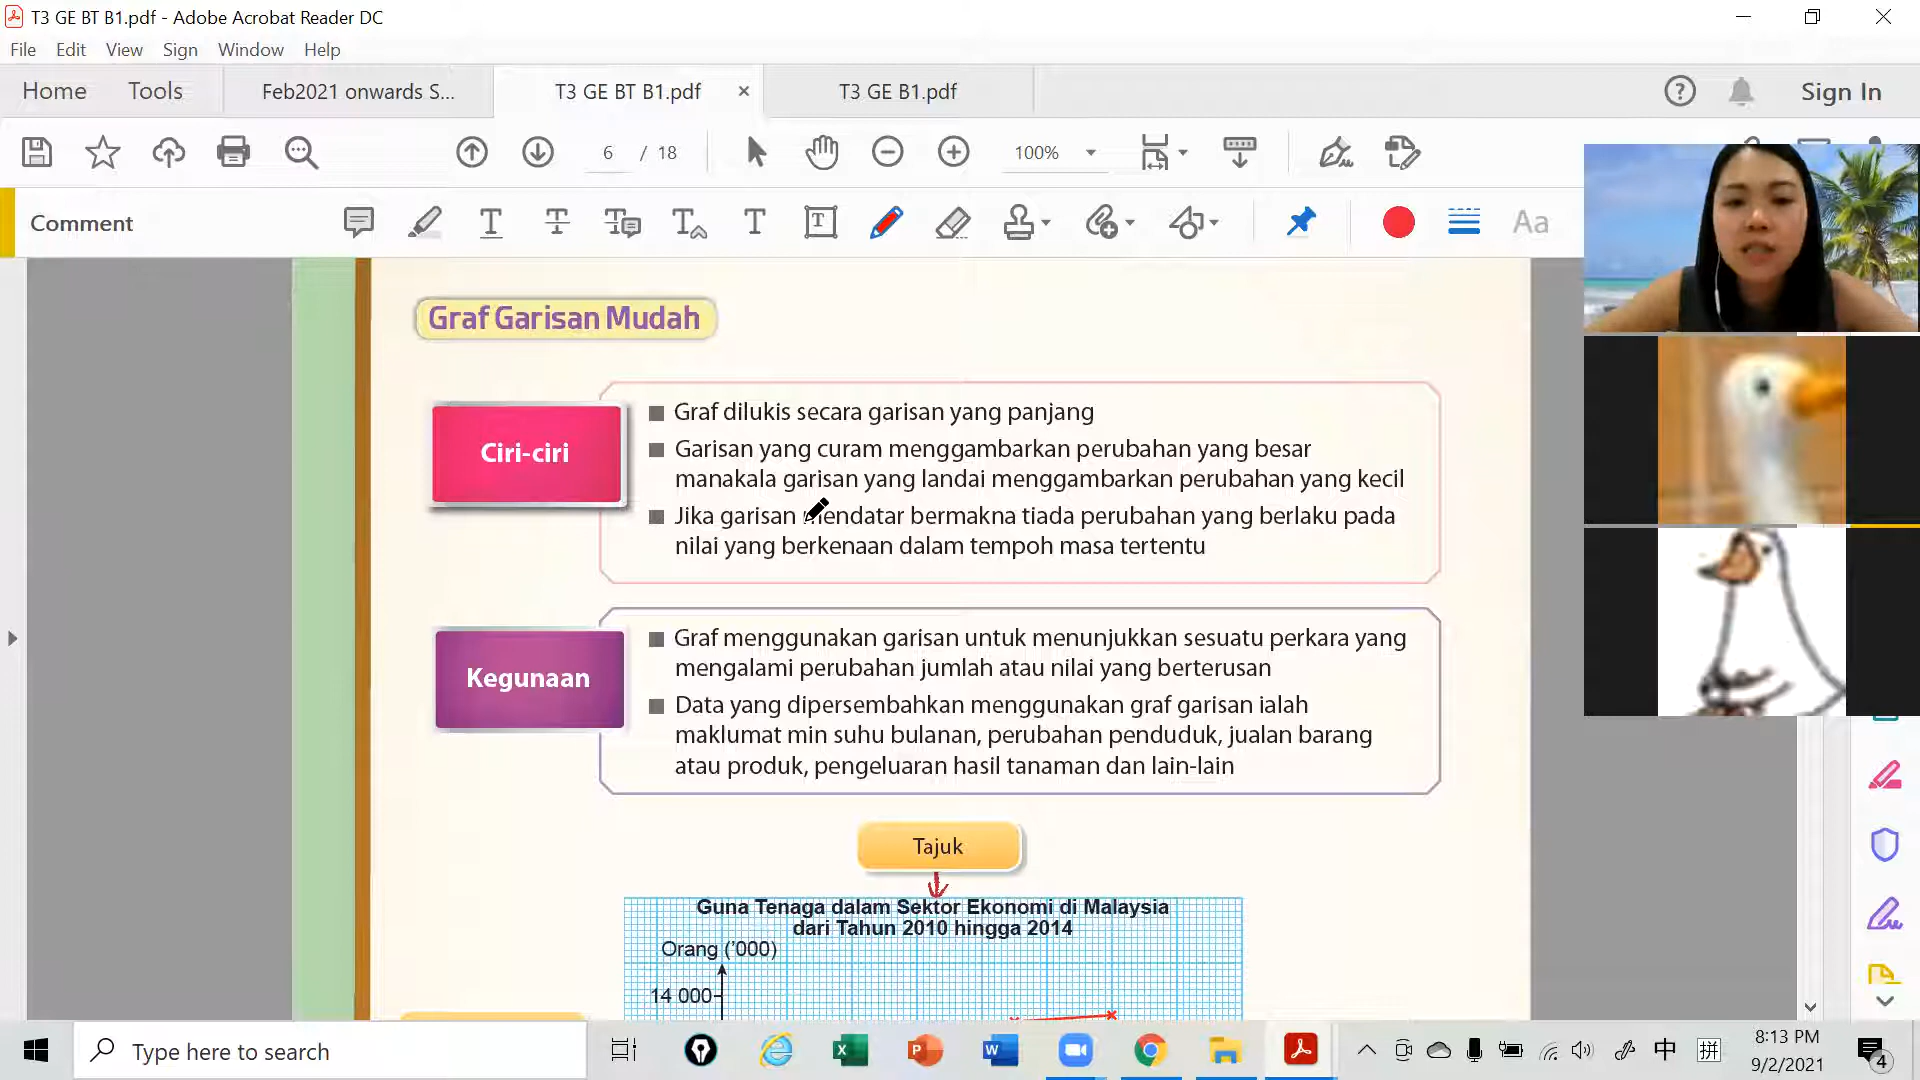 T3 GE BT B1.pdf - Adobe Acrobat Reader DC
File Edit View Sign Window Help
Home Tools Feb2021 onwards S... T3 GE BT B1.pdf × T3 GE B1.pdf ? Sign In
6 / 18 100%
Comment T T T T T T Aa
Graf Garisan Mudah
Ciri-ciri
Graf dilukis secara garisan yang panjang
Garisan yang curam menggambarkan perubahan yang besar
manakala garisan yang landai menggambarkan perubahan yang kecil
Jika garisan mendatar bermakna tiada perubahan yang berlaku pada
nilai yang berkenaan dalam tempoh masa tertentu
Kegunaan
Graf menggunakan garisan untuk menunjukkan sesuatu perkara yang
mengalami perubahan jumlah atau nilai yang berterusan
Data yang dipersembahkan menggunakan graf garisan ialah
maklumat min suhu bulanan, perubahan penduduk, jualan barang
atau produk, pengeluaran hasil tanaman dan lain-lain
Tajuk
Guna Tenaga dalam Sektor Ekonomi di Malaysia
dari Tahun 2010 hingga 2014
Orang ('000)
14 000
Type here to search
中 拼
8:13 PM
9/2/2021
4